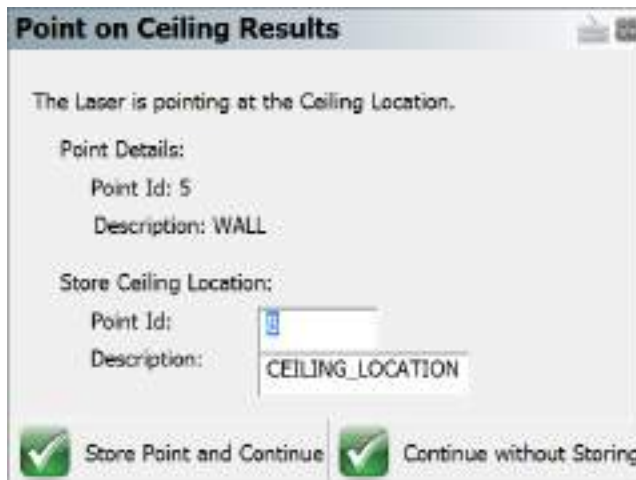 Point on Ceiling Results
The Laser is pointing at the Ceiling Location.
Point Details:
Point Id: 5
Description: WALL
Store Ceiling Location:
Point Id:
Description: CEILING_LOCATION
Store Point and Continue Continue without Storing